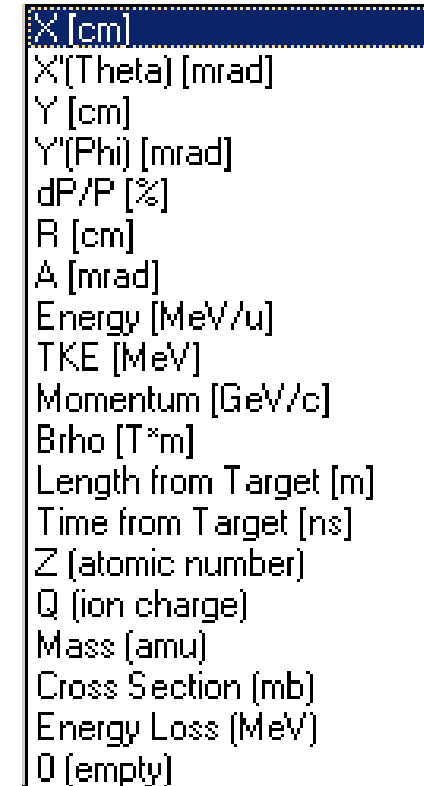 X [cm]
X'(Theta) [mrad]
Y [cm]
Y'(Phi) [mrad]
dP/P [%]
R [cm]
A [mrad]
Energy [MeV/u]
TKE [MeV]
Momentum [GeV/c]
Brho [T*m]
Length from Target [m]
Time from Target [ns]
Z (atomic number)
Q (ion charge)
Mass (amu)
Cross Section (mb)
Energy Loss (MeV)
0 (empty)